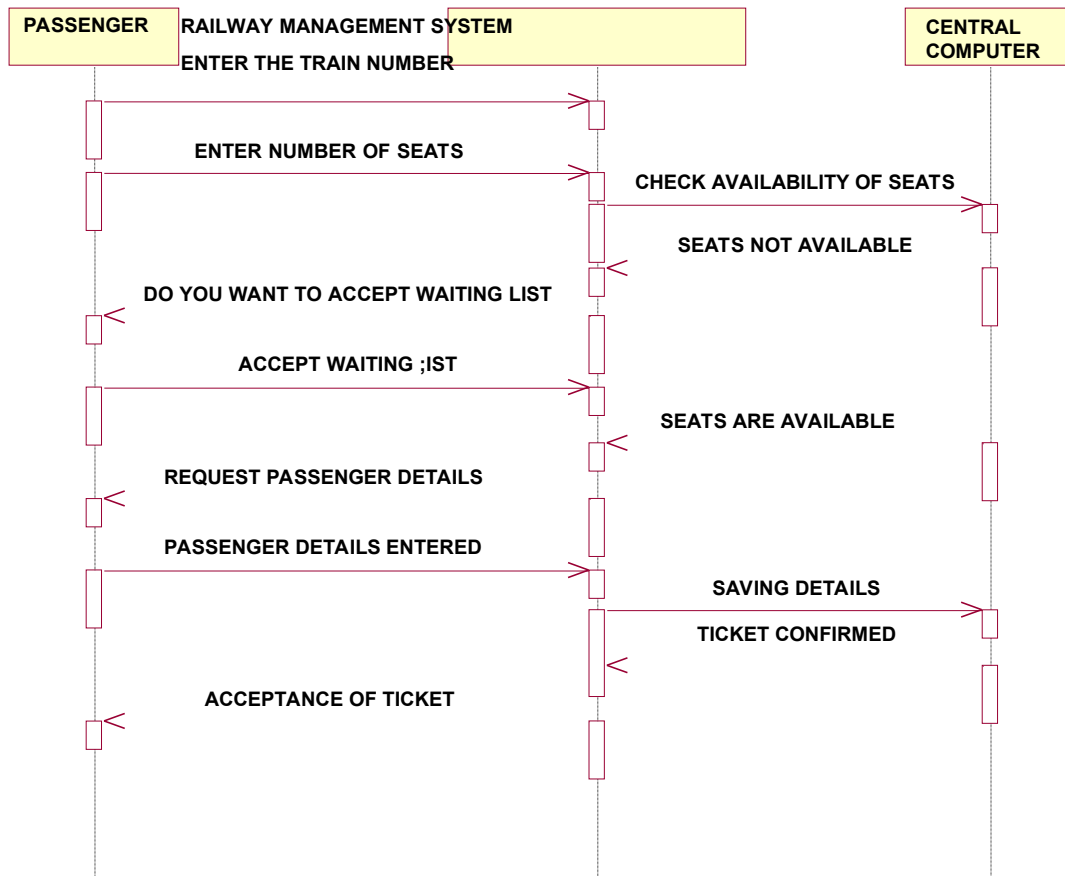 PASSENGER
RAILWAY MANAGEMENT SYSTEM
CENTRAL
COMPUTER
ENTER THE TRAIN NUMBER
ENTER NUMBER OF SEATS
CHECK AVAILABILITY OF SEATS
SEATS NOT AVAILABLE
DO YOU WANT TO ACCEPT WAITING LIST
ACCEPT WAITING ;IST
SEATS ARE AVAILABLE
REQUEST PASSENGER DETAILS
PASSENGER DETAILS ENTERED
SAVING DETAILS
TICKET CONFIRMED
ACCEPTANCE OF TICKET